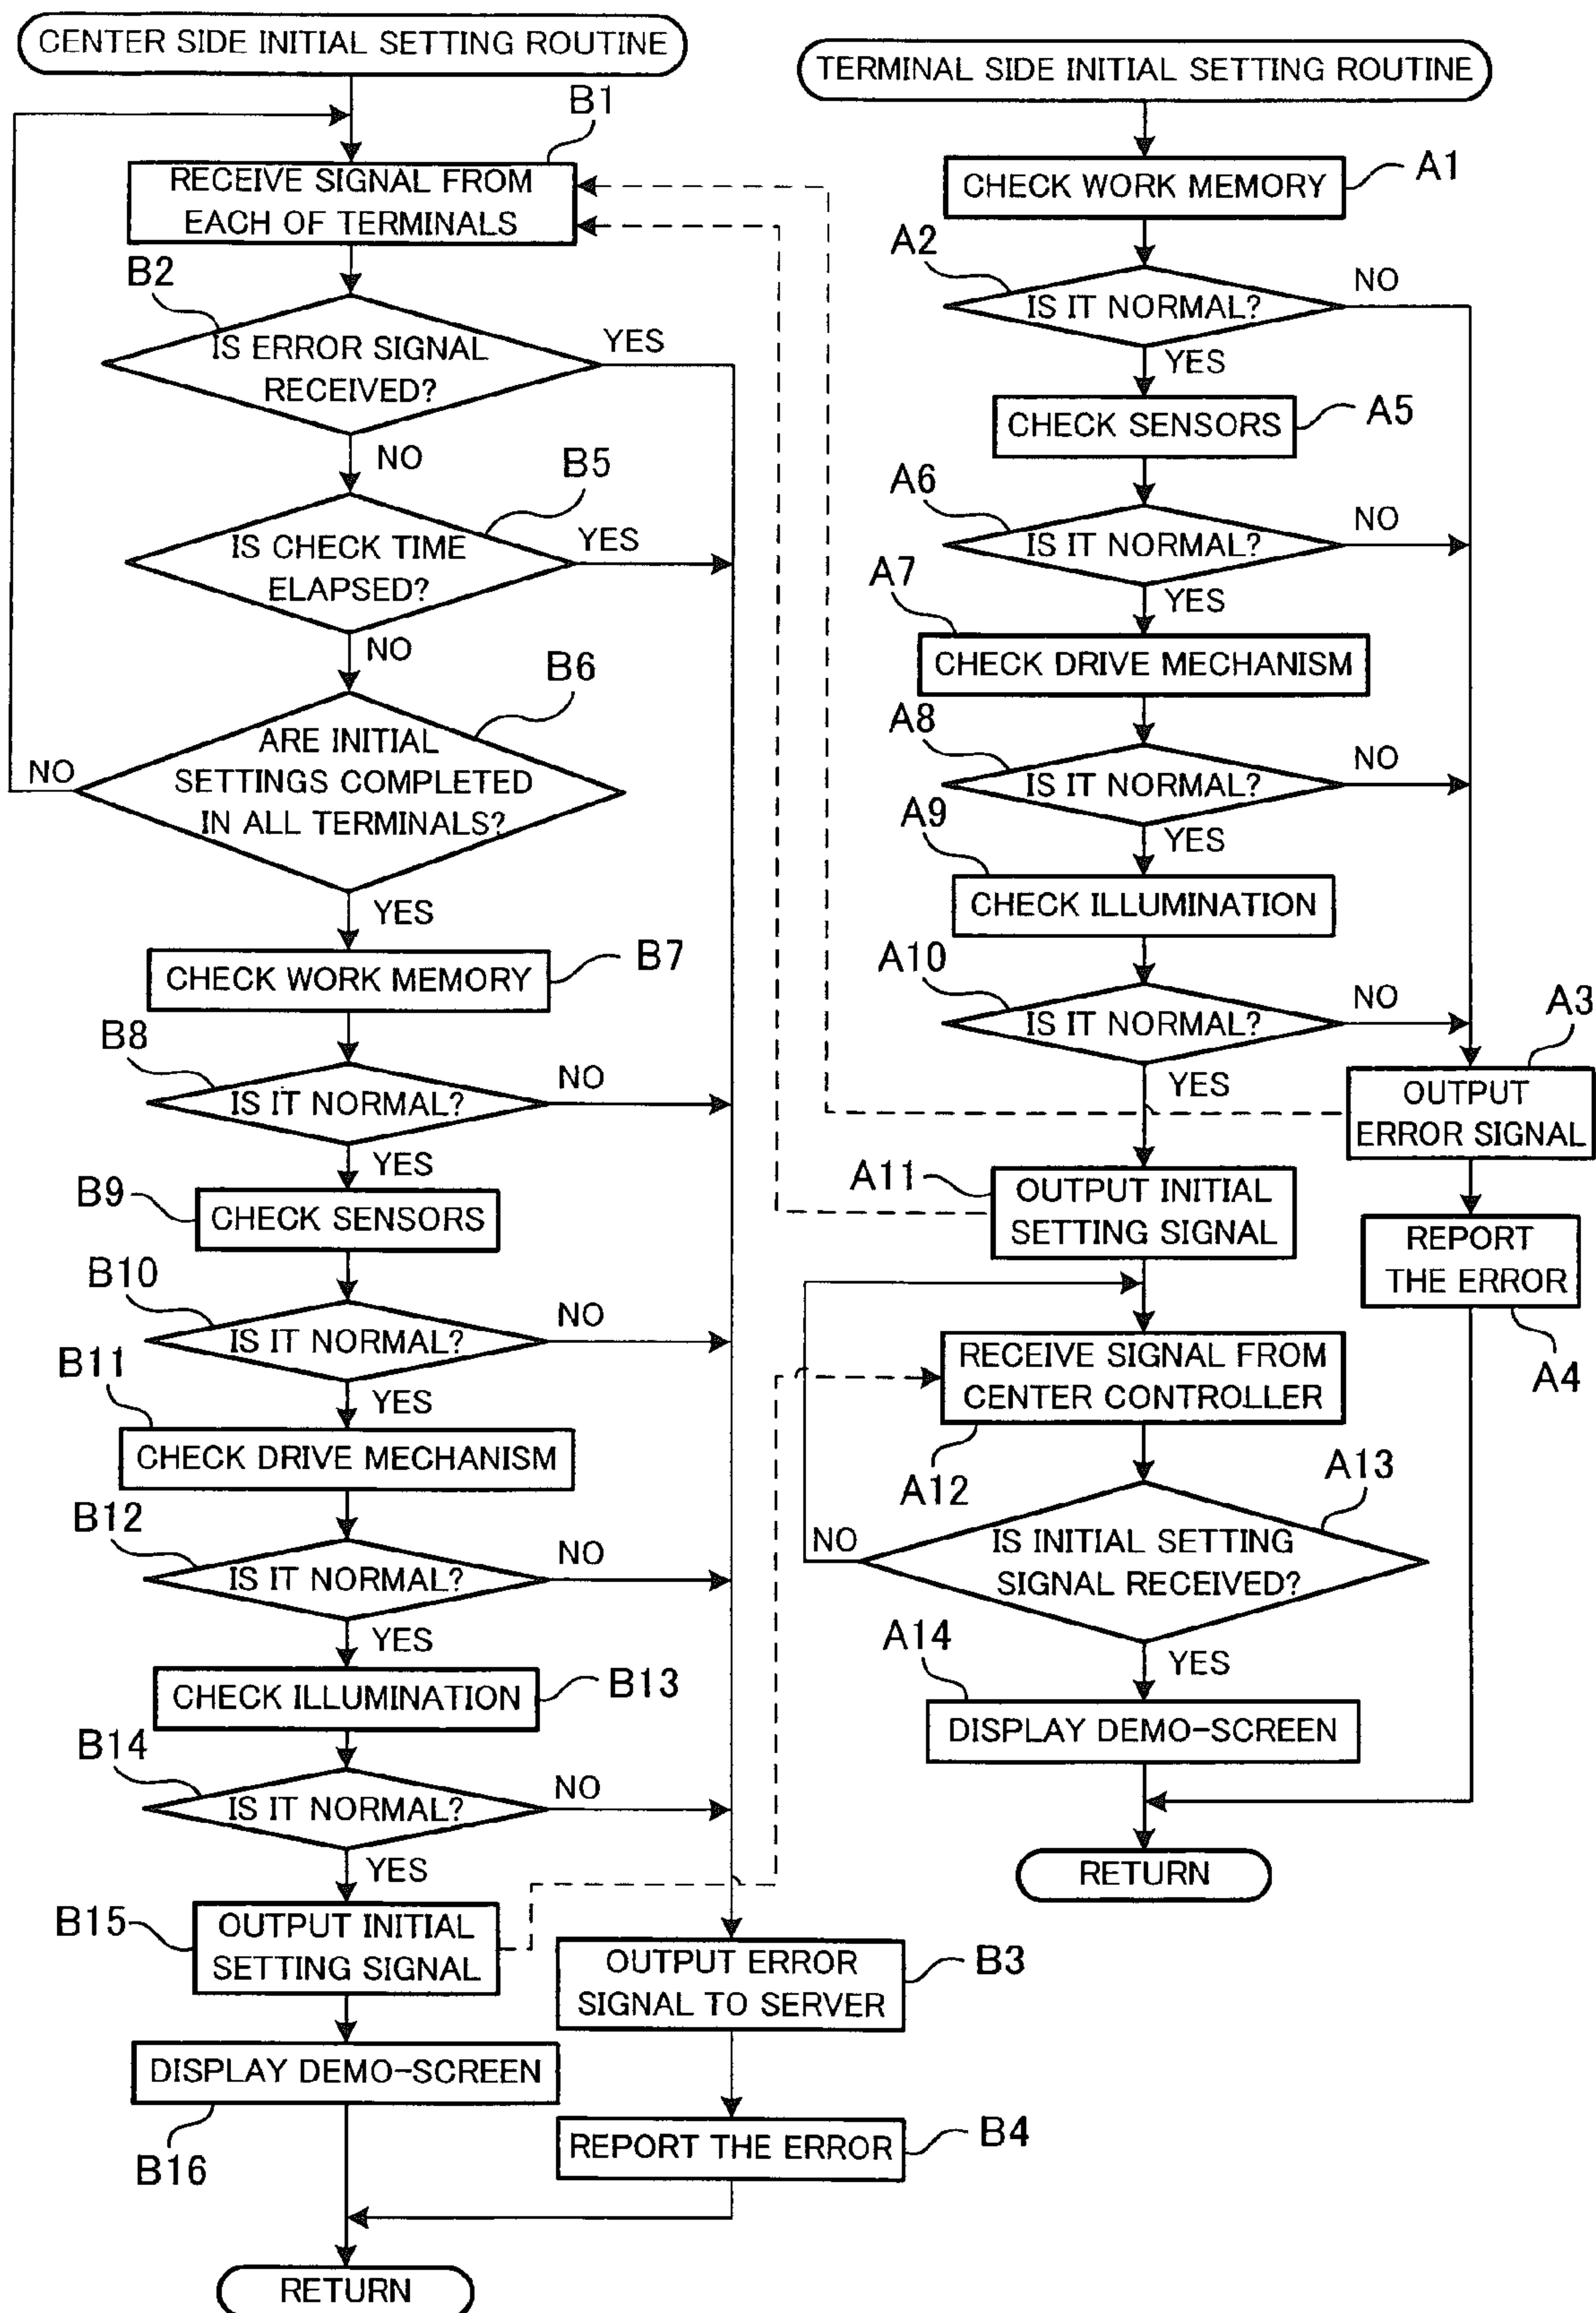 CENTER SIDE INITIAL SETTING ROUTINE
B1
RECEIVE SIGNAL FROM
EACH OF TERMINALS
B2
IS ERROR SIGNAL
RECEIVED?
YES
NO
B5
IS CHECK TIME
ELAPSED?
YES
NO
B6
ARE INITIAL
SETTINGS COMPLETED
IN ALL TERMINALS?
NO
YES
CHECK WORK MEMORY
B7
B8
IS IT NORMAL?
NO
YES
B9
CHECK SENSORS
B10
IS IT NORMAL?
NO
YES
B11
CHECK DRIVE MECHANISM
B12
IS IT NORMAL?
NO
YES
CHECK ILLUMINATION
B13
B14
IS IT NORMAL?
NO
YES
B15
OUTPUT INITIAL
SETTING SIGNAL
OUTPUT ERROR
SIGNAL TO SERVER
B3
DISPLAY DEMO-SCREEN
B16
REPORT THE ERROR
B4
RETURN
TERMINAL SIDE INITIAL SETTING ROUTINE
CHECK WORK MEMORY
A1
A2
IS IT NORMAL?
NO
YES
CHECK SENSORS
A5
A6
IS IT NORMAL?
NO
YES
A7
CHECK DRIVE MECHANISM
A8
IS IT NORMAL?
NO
YES
A9
CHECK ILLUMINATION
A10
IS IT NORMAL?
NO
YES
A3
OUTPUT
ERROR SIGNAL
A11
OUTPUT INITIAL
SETTING SIGNAL
REPORT
THE ERROR
A4
RECEIVE SIGNAL FROM
CENTER CONTROLLER
A12
A13
IS INITIAL SETTING
SIGNAL RECEIVED?
NO
YES
A14
DISPLAY DEMO-SCREEN
RETURN